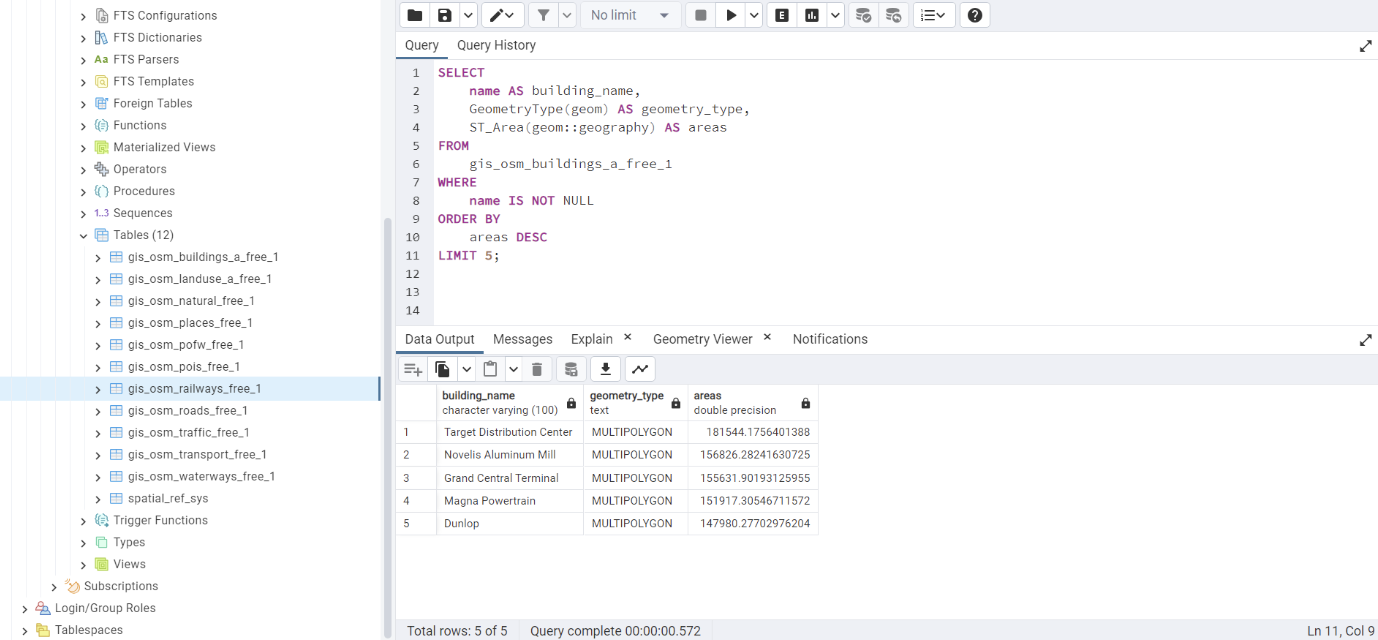 FTS Configurations
FTS Dictionaries
Aa FTS Parsers
FTS Templates
Foreign Tables
Functions
Materialized Views
Operators
Procedures
1..3 Sequences
Tables (12)
gis_osm_buildings_a_free_1
gis_osm_landuse_a_free_1
gis_osm_natural_free_1
gis_osm_places_free_1
gis_osm_pofw_free_1
gis_osm_pois_free_1
gis_osm_railways_free_1
gis_osm_roads_free_1
gis_osm_traffic_free_1
gis_osm_transport_free_1
gis_osm_waterways_free_1
spatial_ref_sys
Trigger Functions
Types
Views
Subscriptions
Login/Group Roles
Tablespaces
No limit E
Query Query History
1 SELECT
2 name AS building_name,
3 GeometryType(geom) AS geometry_type,
4 ST_Area(geom::geography) AS areas
5 FROM
6 gis_osm_buildings_a_free_1
7 WHERE
8 name IS NOT NULL
9 ORDER BY
10 areas DESC
11 LIMIT 5;
12
13
14
Data Output Messages Explain Geometry Viewer Notifications
building_name geometry_type areas
character varying (100) text double precision
1 Target Distribution Center MULTIPOLYGON 181544.1756401388
2 Novelis Aluminum Mill MULTIPOLYGON 156826.28241630725
3 Grand Central Terminal MULTIPOLYGON 155631.90193125955
4 Magna Powertrain MULTIPOLYGON 151917.30546711572
5 Dunlop MULTIPOLYGON 147980.27702976204
Total rows: 5 of 5 Query complete 00:00:00.572 Ln 11, Col 9